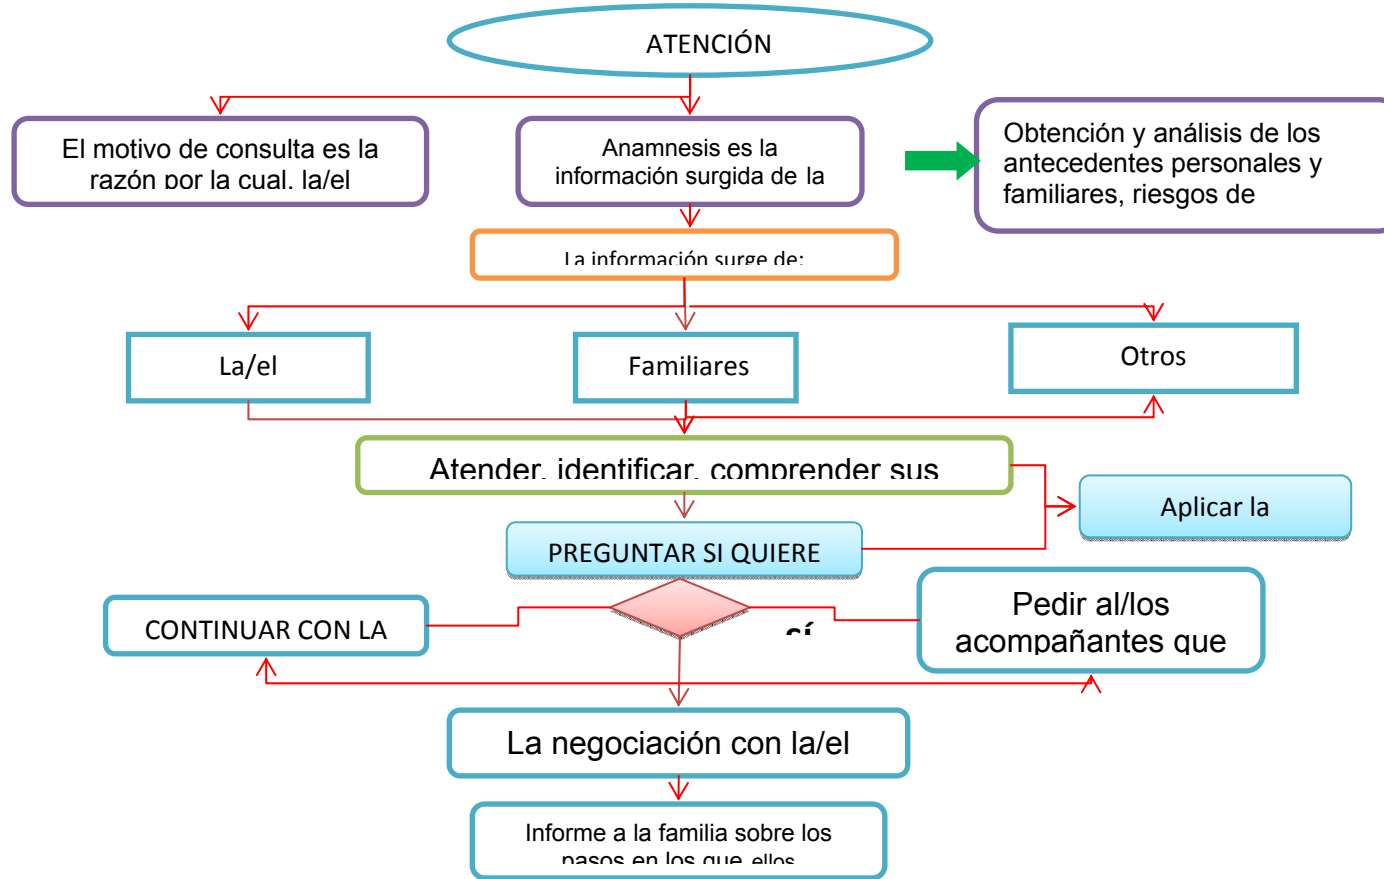 ATENCIÓN
El motivo de consulta es la
razón por la cual, la/el
Anamnesis es la
información surgida de la
Obtención y análisis de los
antecedentes personales y
familiares, riesgos de
La información surge de:
La/el
Familiares
Otros
Atender, identificar, comprender sus
Aplicar la
PREGUNTAR SI QUIERE
CONTINUAR CON LA
SÍ
Pedir al/los
acompañantes que
La negociación con la/el
Informe a la familia sobre los
pasos en los que ellos